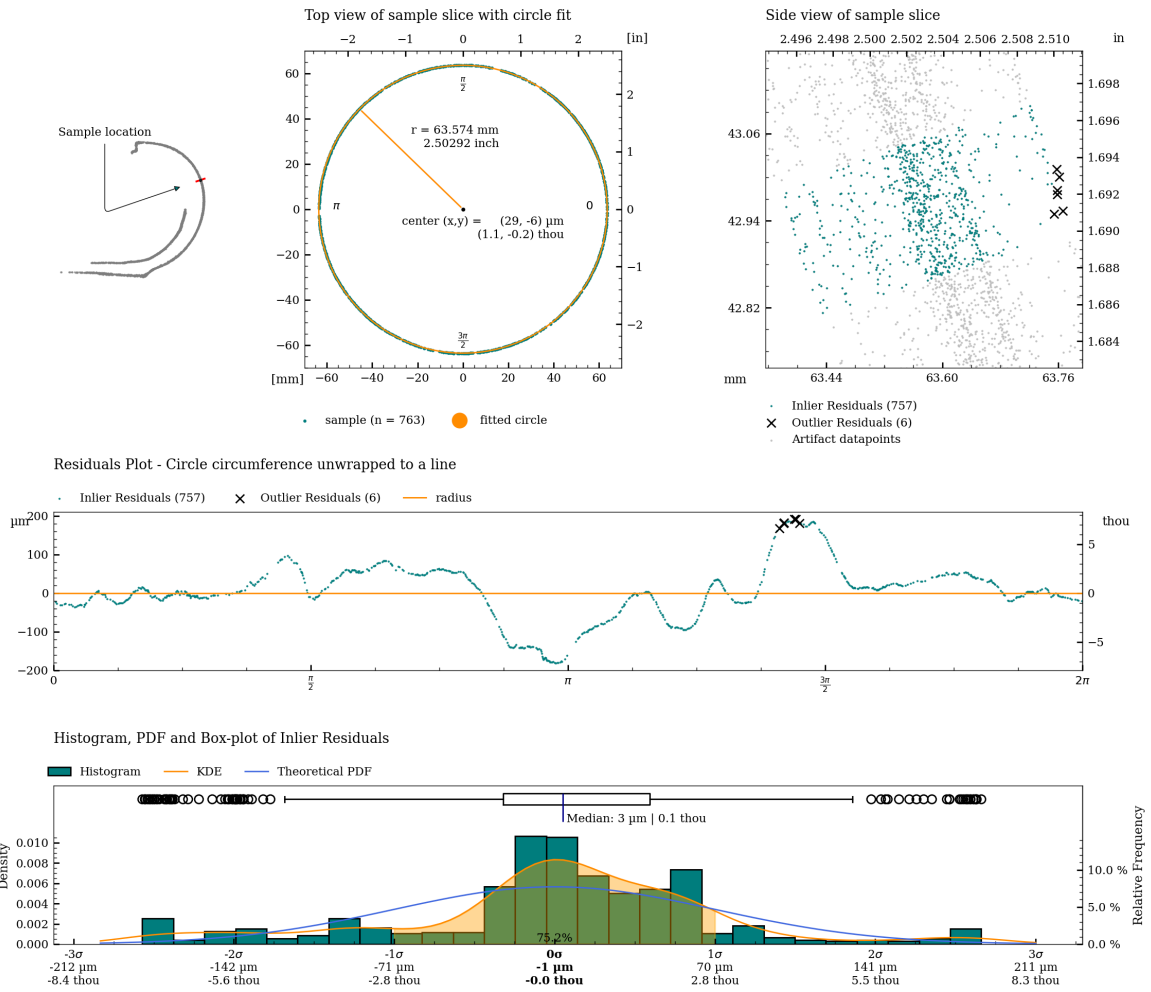 Top view of sample slice with circle fit
−2 −1 0 1 2 [in]
Sample location
60
40
20
0
−20
−40
−60
π/2
π
0
3π/2
r = 63.574 mm
2.50292 inch
center (x,y) = (29, -6) µm
(1.1, -0.2) thou
2
1
0
−1
−2
[mm] −60 −40 −20 0 20 40 60
sample (n = 763) fitted circle
Side view of sample slice
2.496 2.498 2.500 2.502 2.504 2.506 2.508 2.510 in
43.06
42.94
42.82
1.698
1.696
1.694
1.692
1.690
1.688
1.686
1.684
mm 63.44 63.60 63.76
Inlier Residuals (757)
Outlier Residuals (6)
Artifact datapoints
Residuals Plot - Circle circumference unwrapped to a line
Inlier Residuals (757) Outlier Residuals (6) radius
µm
200
100
0
−100
−200
thou
5
0
−5
0 π/2 π 3π/2 2π
Histogram, PDF and Box-plot of Inlier Residuals
Histogram KDE Theoretical PDF
Median: 3 µm | 0.1 thou
Density
0.010
0.008
0.006
0.004
0.002
0.000
Relative Frequency
10.0 %
5.0 %
0.0 %
75.2%
-3σ -2σ -1σ 0σ 1σ 2σ 3σ
-212 µm -142 µm -71 µm -1 µm 70 µm 141 µm 211 µm
-8.4 thou -5.6 thou -2.8 thou -0.0 thou 2.8 thou 5.5 thou 8.3 thou